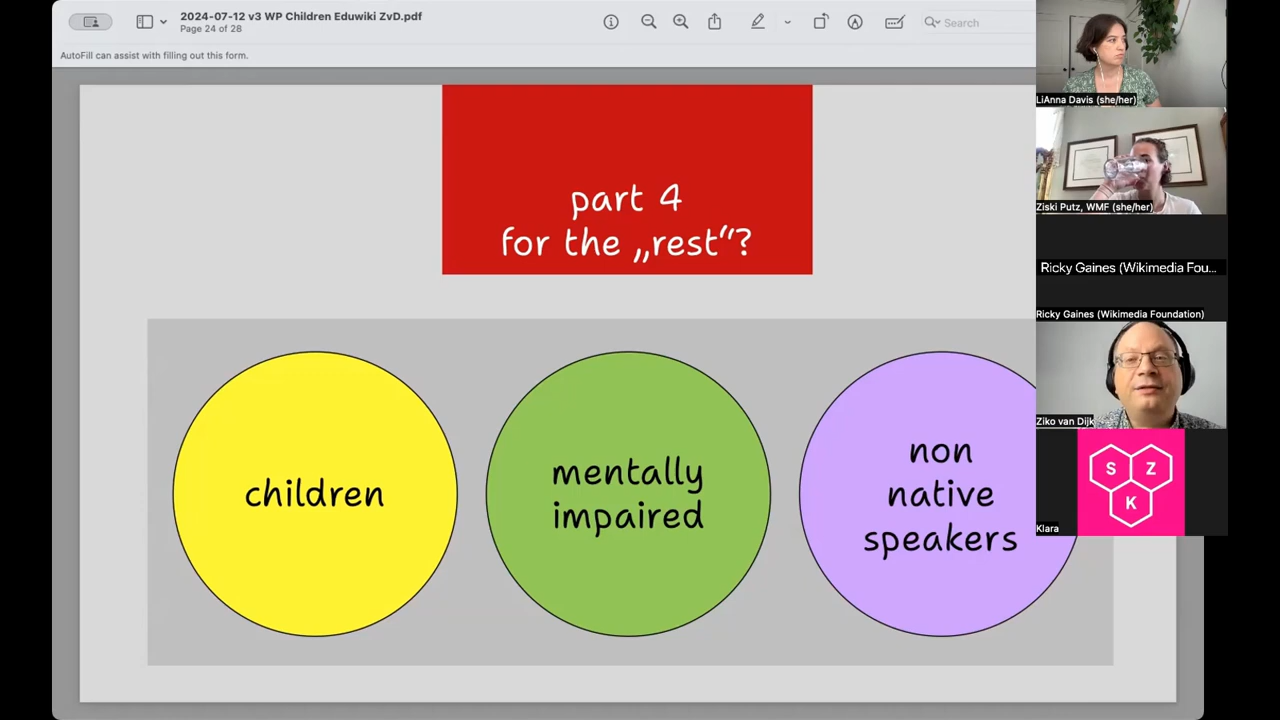 2024-07-12 v3 WP Children Eduwiki ZvD.pdf
Page 24 of 28
Search
AutoFill can assist with filling out this form.
part 4
for the „rest“?
children
mentally
impaired
non
native
speakers
LiAnna Davis (she/her)
Ziski Putz, WMF (she/her)
Ricky Gaines (Wikimedia Fou...
Ricky Gaines (Wikimedia Foundation)
Ziko van Dijk
S
Z
K
Klara